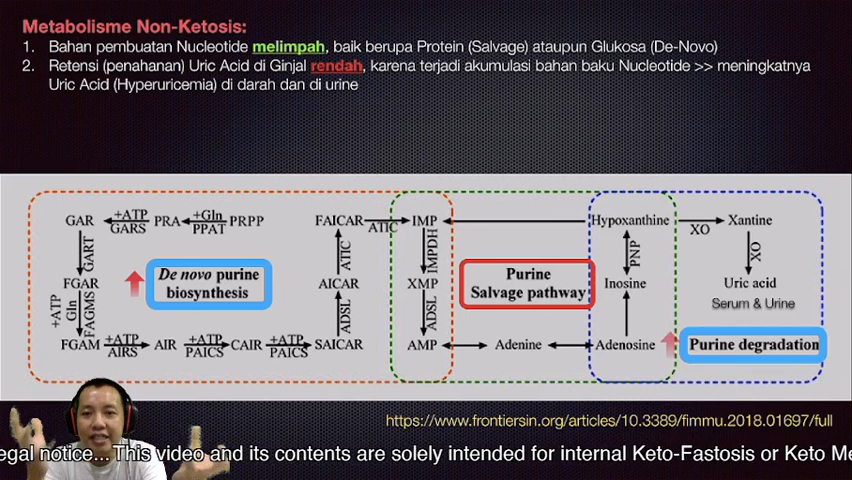 Metabolisme Non-Ketosis:
1. Bahan pembuatan Nucleotide melimpah, baik berupa Protein (Salvage) ataupun Glukosa (De-Novo)
2. Retensi (penahanan) Uric Acid di Ginjal rendah, karena terjadi akumulasi bahan baku Nucleotide >> meningkatnya
Uric Acid (Hyperuricemia) di darah dan di urine
GAR
+ATP
GARS
PRA
+Gln
PPAT
PRPP
GART
FGAR
+ATP
Gln
FAGMS
FGAM
+ATP
AIRS
AIR
+ATP
PAICS
CAIR
+ATP
PAICS
SAICAR
ADSL
AICAR
ATIC
FAICAR
ATIC
IMP
IMPDH
XMP
ADSL
AMP
De novo purine
biosynthesis
Purine
Salvage pathway
Adenine
Adenosine
Inosine
PNP
Hypoxanthine
XO
Xantine
XO
Uric acid
Serum & Urine
Purine degradation
https://www.frontiersin.org/articles/10.3389/fimmu.2018.01697/full
egal notice... This video and its contents are solely intended for internal Keto-Fastosis or Keto Me